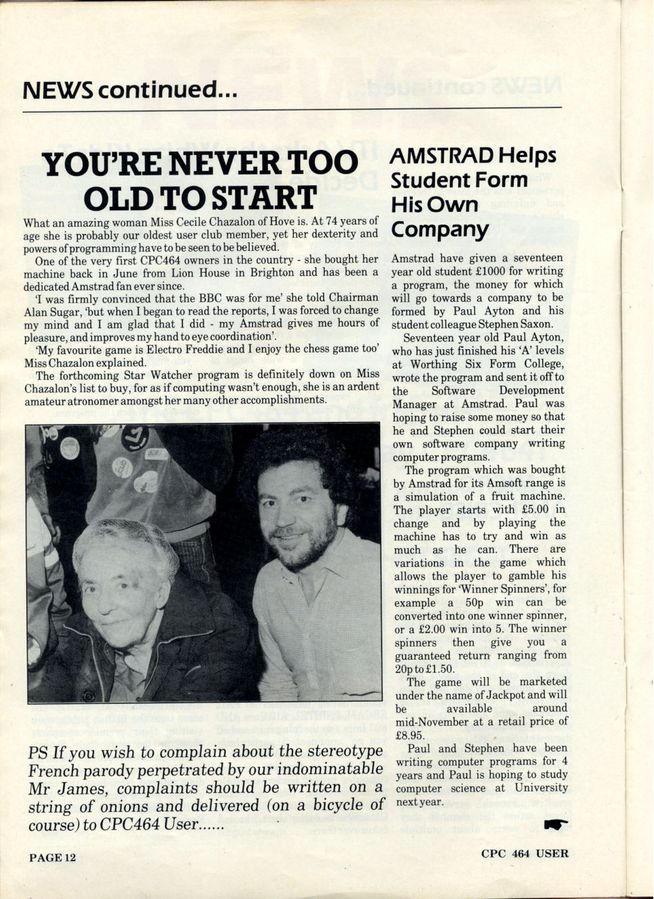 NEWS continued...
YOU'RE NEVER TOO
OLD TO START
What an amazing woman Miss Cecile Chazalon of Hove is. At 74 years of
age she is probably our oldest user club member, yet her dexterity and
powers of programming have to be seen to be believed.
One of the very first CPC464 owners in the country - she bought her
machine back in June from Lion House in Brighton and has been a
dedicated Amstrad fan ever since.
'I was firmly convinced that the BBC was for me' she told Chairman
Alan Sugar, 'but when I began to read the reports, I was forced to change
my mind and I am glad that I did - my Amstrad gives me hours of
pleasure, and improves my hand to eye coordination'.
'My favourite game is Electro Freddie and I enjoy the chess game too'
Miss Chazalon explained.
The forthcoming Star Watcher program is definitely down on Miss
Chazalon's list to buy, for as if computing wasn't enough, she is an ardent
amateur atronomer amongst her many other accomplishments.
PS If you wish to complain about the stereotype
French parody perpetrated by our indominatable
Mr James, complaints should be written on a
string of onions and delivered (on a bicycle of
course) to CPC464 User......
AMSTRAD Helps
Student Form
His Own
Company
Amstrad have given a seventeen
year old student £1000 for writing
a program, the money for which
will go towards a company to be
formed by Paul Ayton and his
student colleague Stephen Saxon.
Seventeen year old Paul Ayton,
who has just finished his 'A' levels
at Worthing Six Form College,
wrote the program and sent it off to
the Software Development
Manager at Amstrad. Paul was
hoping to raise some money so that
he and Stephen could start their
own software company writing
computer programs.
The program which was bought
by Amstrad for its Amsoft range is
a simulation of a fruit machine.
The player starts with £5.00 in
change and by playing the
machine has to try and win as
much as he can. There are
variations in the game which
allows the player to gamble his
winnings for 'Winner Spinners', for
example a 50p win can be
converted into one winner spinner,
or a £2.00 win into 5. The winner
spinners then give you a
guaranteed return ranging from
20p to £1.50.
The game will be marketed
under the name of Jackpot and will
be available around
mid-November at a retail price of
£8.95.
Paul and Stephen have been
writing computer programs for 4
years and Paul is hoping to study
computer science at University
next year.
PAGE 12
CPC 464 USER